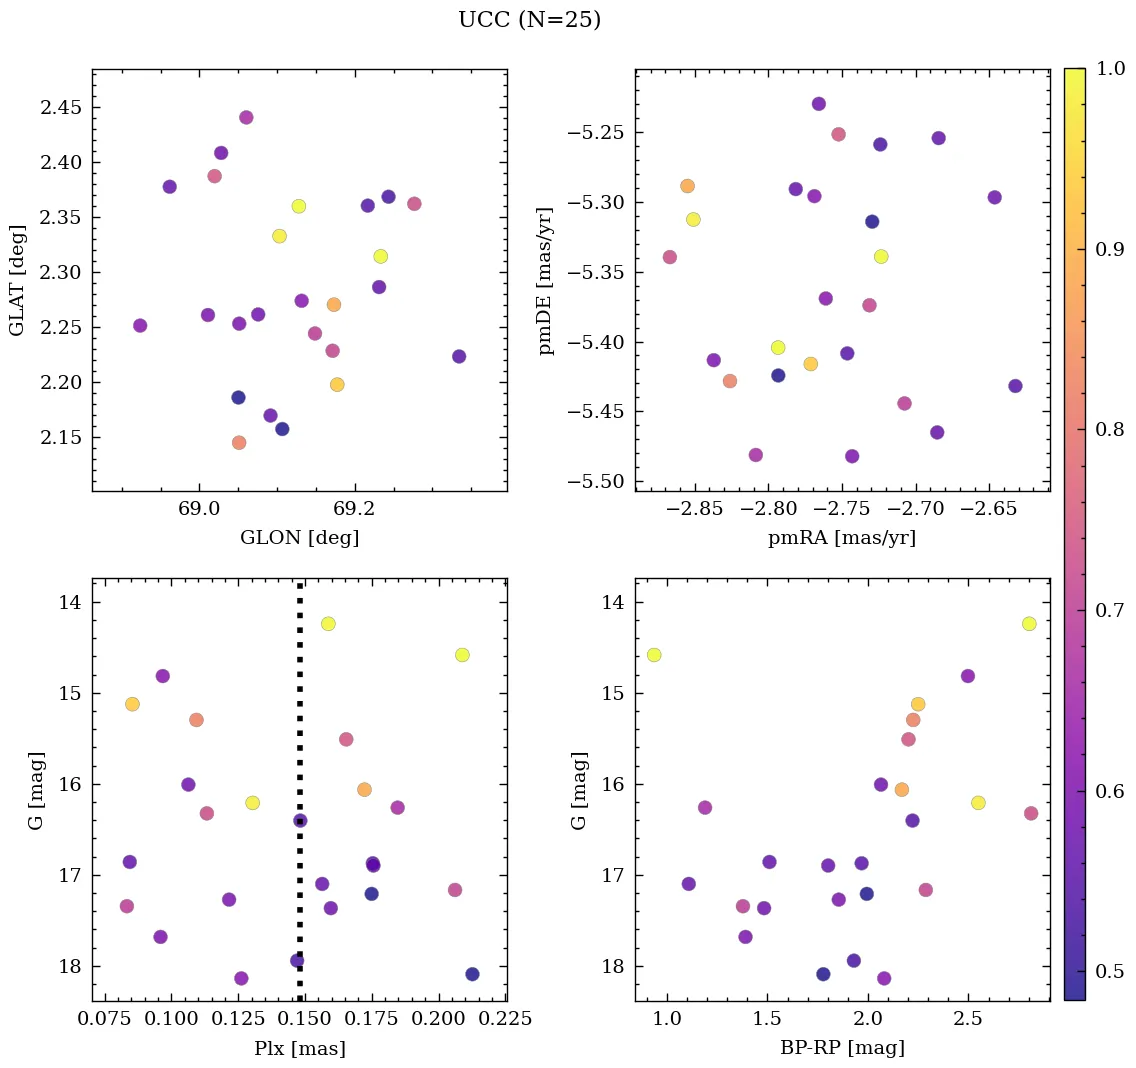 UCC (N=25)
2.45
2.40
2.35
2.30
2.25
2.20
2.15
GLAT [deg]
69.0 69.2
GLON [deg]
−5.25
−5.30
−5.35
−5.40
−5.45
−5.50
pmDE [mas/yr]
−2.85 −2.80 −2.75 −2.70 −2.65
pmRA [mas/yr]
14
15
16
17
18
G [mag]
0.075 0.100 0.125 0.150 0.175 0.200 0.225
Plx [mas]
14
15
16
17
18
G [mag]
1.0 1.5 2.0 2.5
BP-RP [mag]
1.0
0.9
0.8
0.7
0.6
0.5